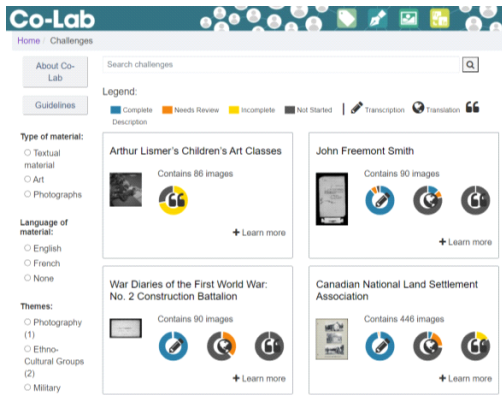 Co-Lab
Home / Challenges
About Co-
Lab
Guidelines
Type of material:
Textual
material
Art
Photographs
Language of
material:
English
French
None
Themes:
Photography
(1)
Ethno-
Cultural Groups
(2)
Military
Search challenges
Legend:
Complete Needs Review Incomplete Not Started | Transcription Translation
Description
Arthur Lismer's Children's Art Classes
Contains 86 images
+ Learn more
John Freemont Smith
Contains 90 images
+ Learn more
War Diaries of the First World War:
No. 2 Construction Battalion
Contains 90 images
+ Learn more
Canadian National Land Settlement
Association
Contains 446 images
+ Learn more